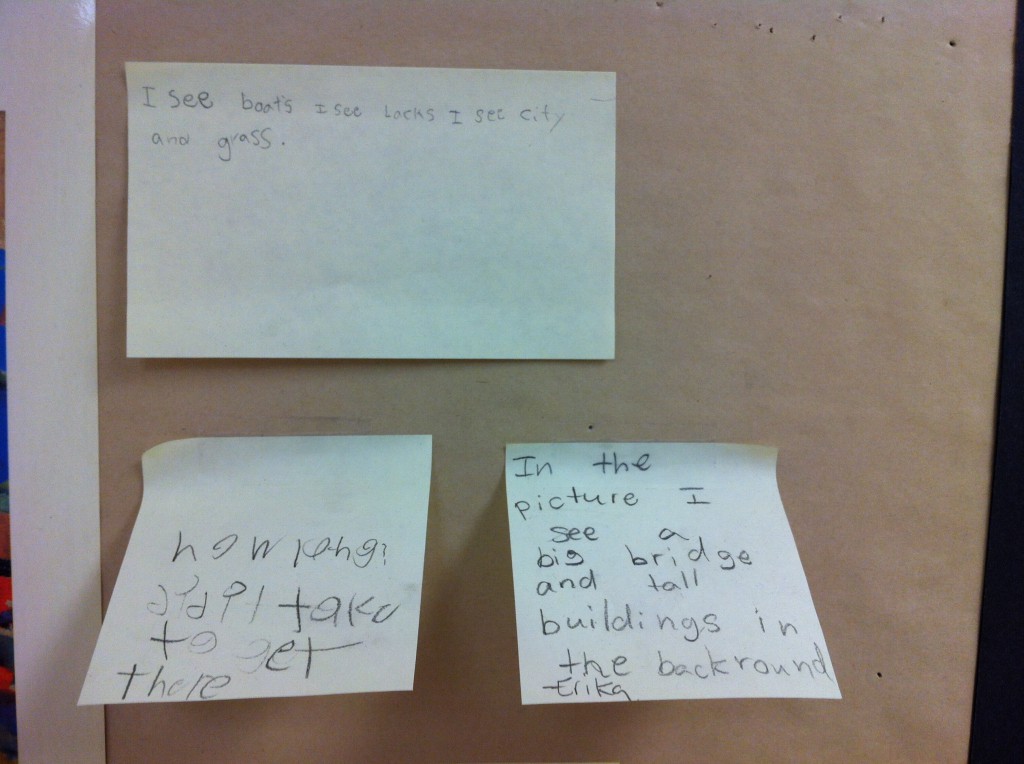 I see boats I see Locks I see city
and grass.
how long?
did it take
to get
there
In the
picture I
see a
big bridge
and tall
buildings in
the backround
Erika